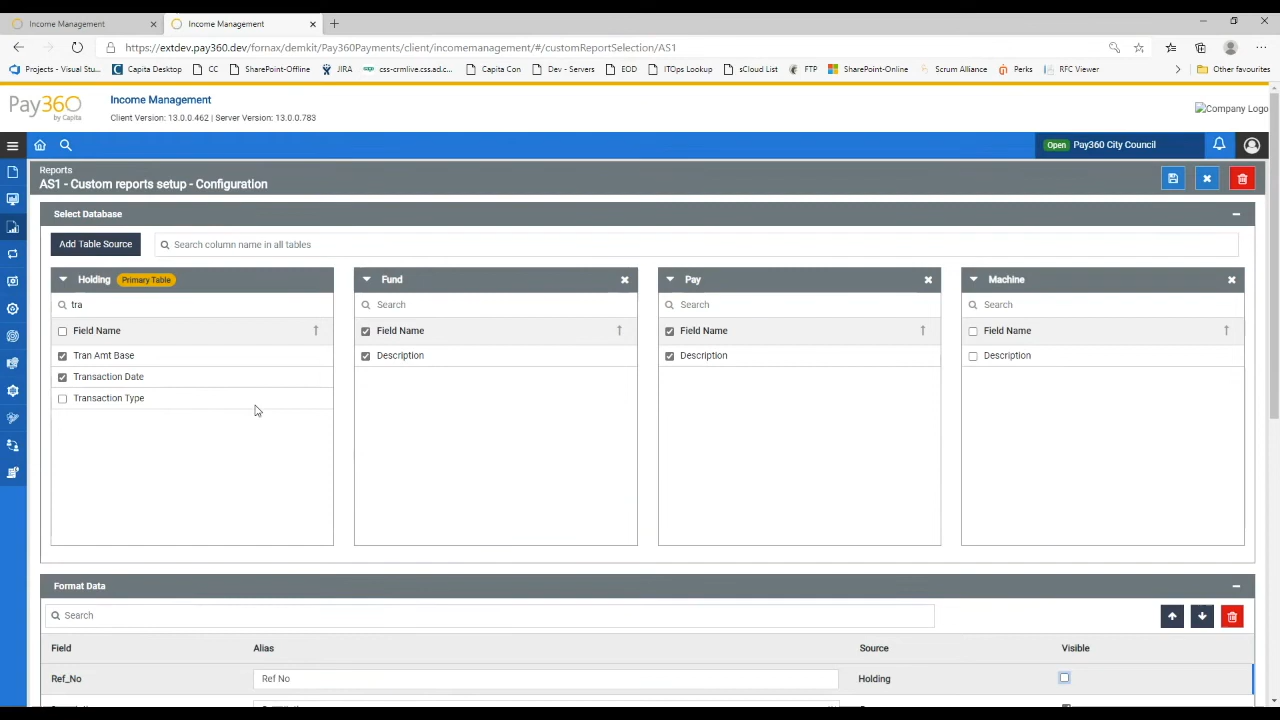 Income Management
Income Management
https://extdev.pay360.dev/fornax/demkit/Pay360Payments/client/incomemanagement/#/customReportSelection/AS1
Projects - Visual Stu...
Capita Desktop
CC
SharePoint-Offline
JIRA
css-crmlive.css.ad.c...
Capita Con
Dev - Servers
EOD
ITOps Lookup
sCloud List
FTP
SharePoint-Online
Scrum Alliance
Perks
RFC Viewer
Other favourites
Pay360
by Capita
Income Management
Client Version: 13.0.0.462 | Server Version: 13.0.0.783
Company Logo
Open Pay360 City Council
Reports
AS1 - Custom reports setup - Configuration
Select Database
Add Table Source
Search column name in all tables
Holding Primary Table
Fund
Pay
Machine
tra
Search
Search
Search
Field Name
Field Name
Field Name
Field Name
Tran Amt Base
Description
Description
Description
Transaction Date
Transaction Type
Format Data
Search
Field Alias Source Visible
Ref_No Ref No Holding